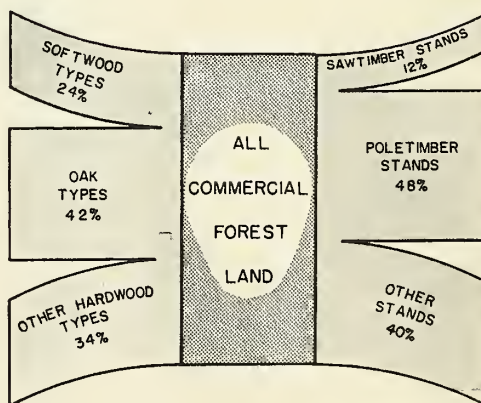 SOFTWOOD
TYPES
24%
OAK
TYPES
42%
OTHER HARDWOOD
TYPES
34%
ALL
COMMERCIAL
FOREST
LAND
SAWTIMBER STANDS
12%
POLETIMBER
STANDS
48%
OTHER
STANDS
40%